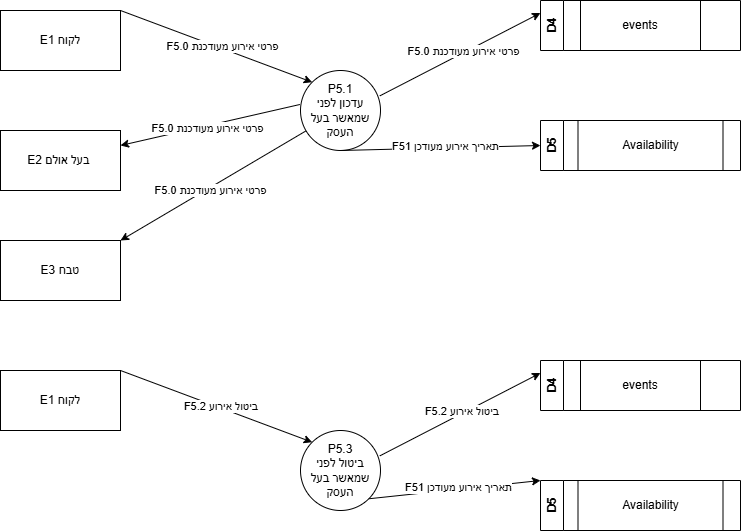 E1 לקוח
F5.0 פרטי אירוע מעודכנת
F5.0 פרטי אירוע מעודכנת
D4
events
P5.1
עדכון לפני
שמאשר בעל
העסק
F5.0 פרטי אירוע מעודכנת
F51 תאריך אירוע מעודכן
D5
Availability
E2 בעל אולם
F5.0 פרטי אירוע מעודכנת
E3 טבח
E1 לקוח
F5.2 ביטול אירוע
F5.2 ביטול אירוע
D4
events
P5.3
ביטול לפני
שמאשר בעל
העסק
F51 תאריך אירוע מעודכן
D5
Availability